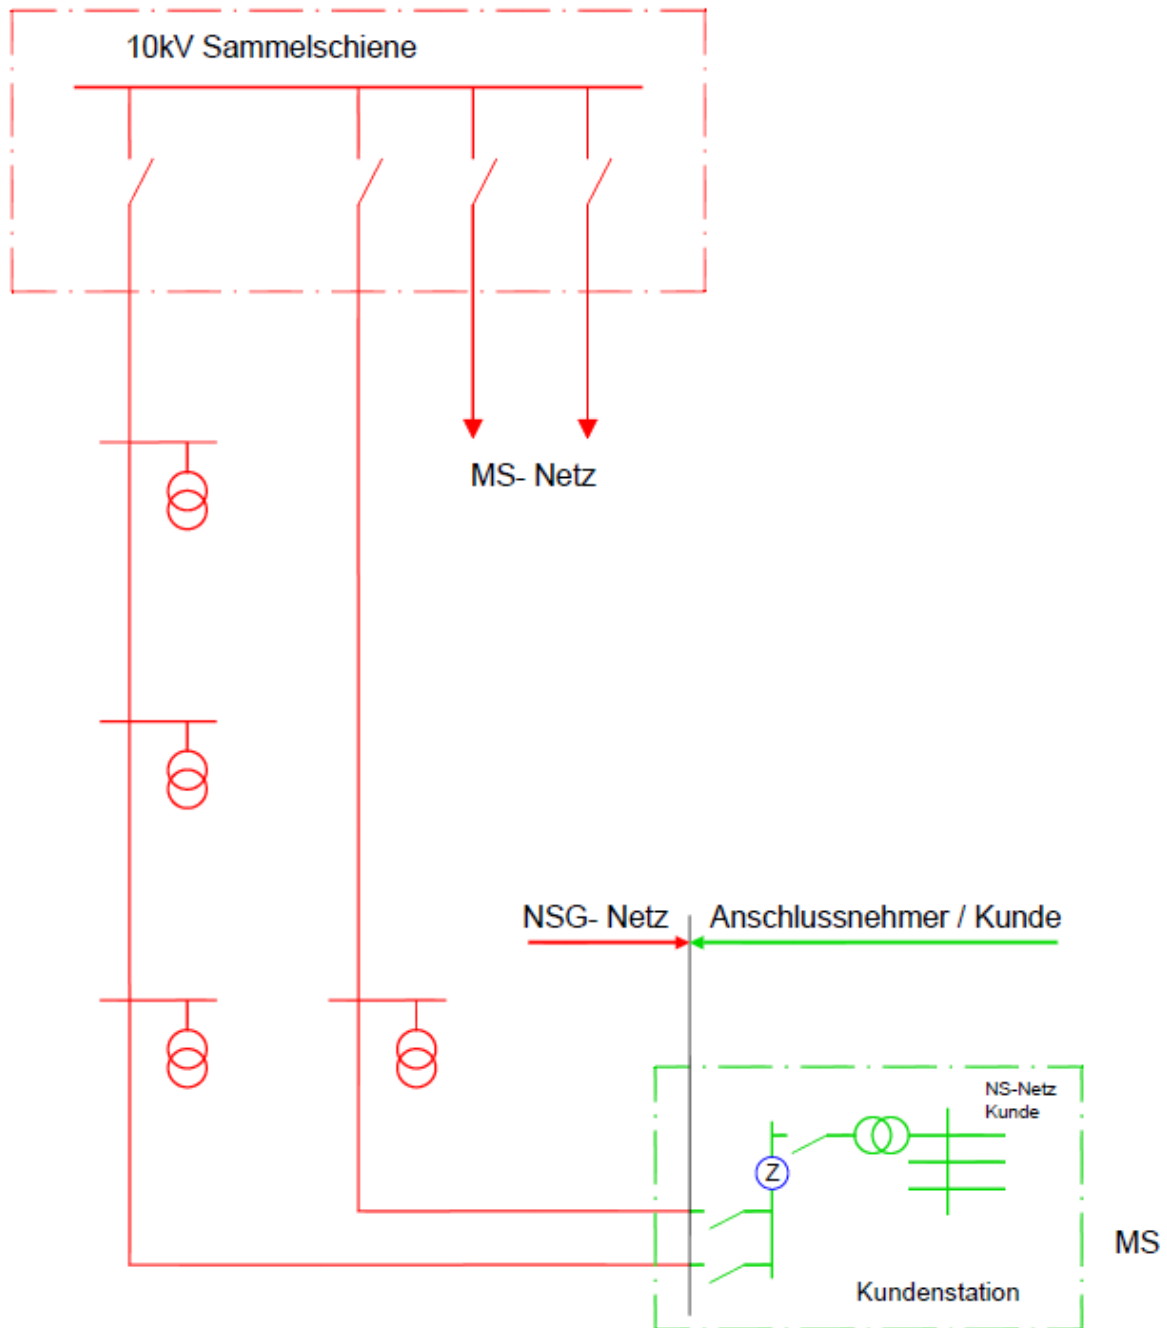 10kV Sammelschiene
MS- Netz
NSG- Netz
Anschlussnehmer / Kunde
NS-Netz
Kunde
Z
MS
Kundenstation